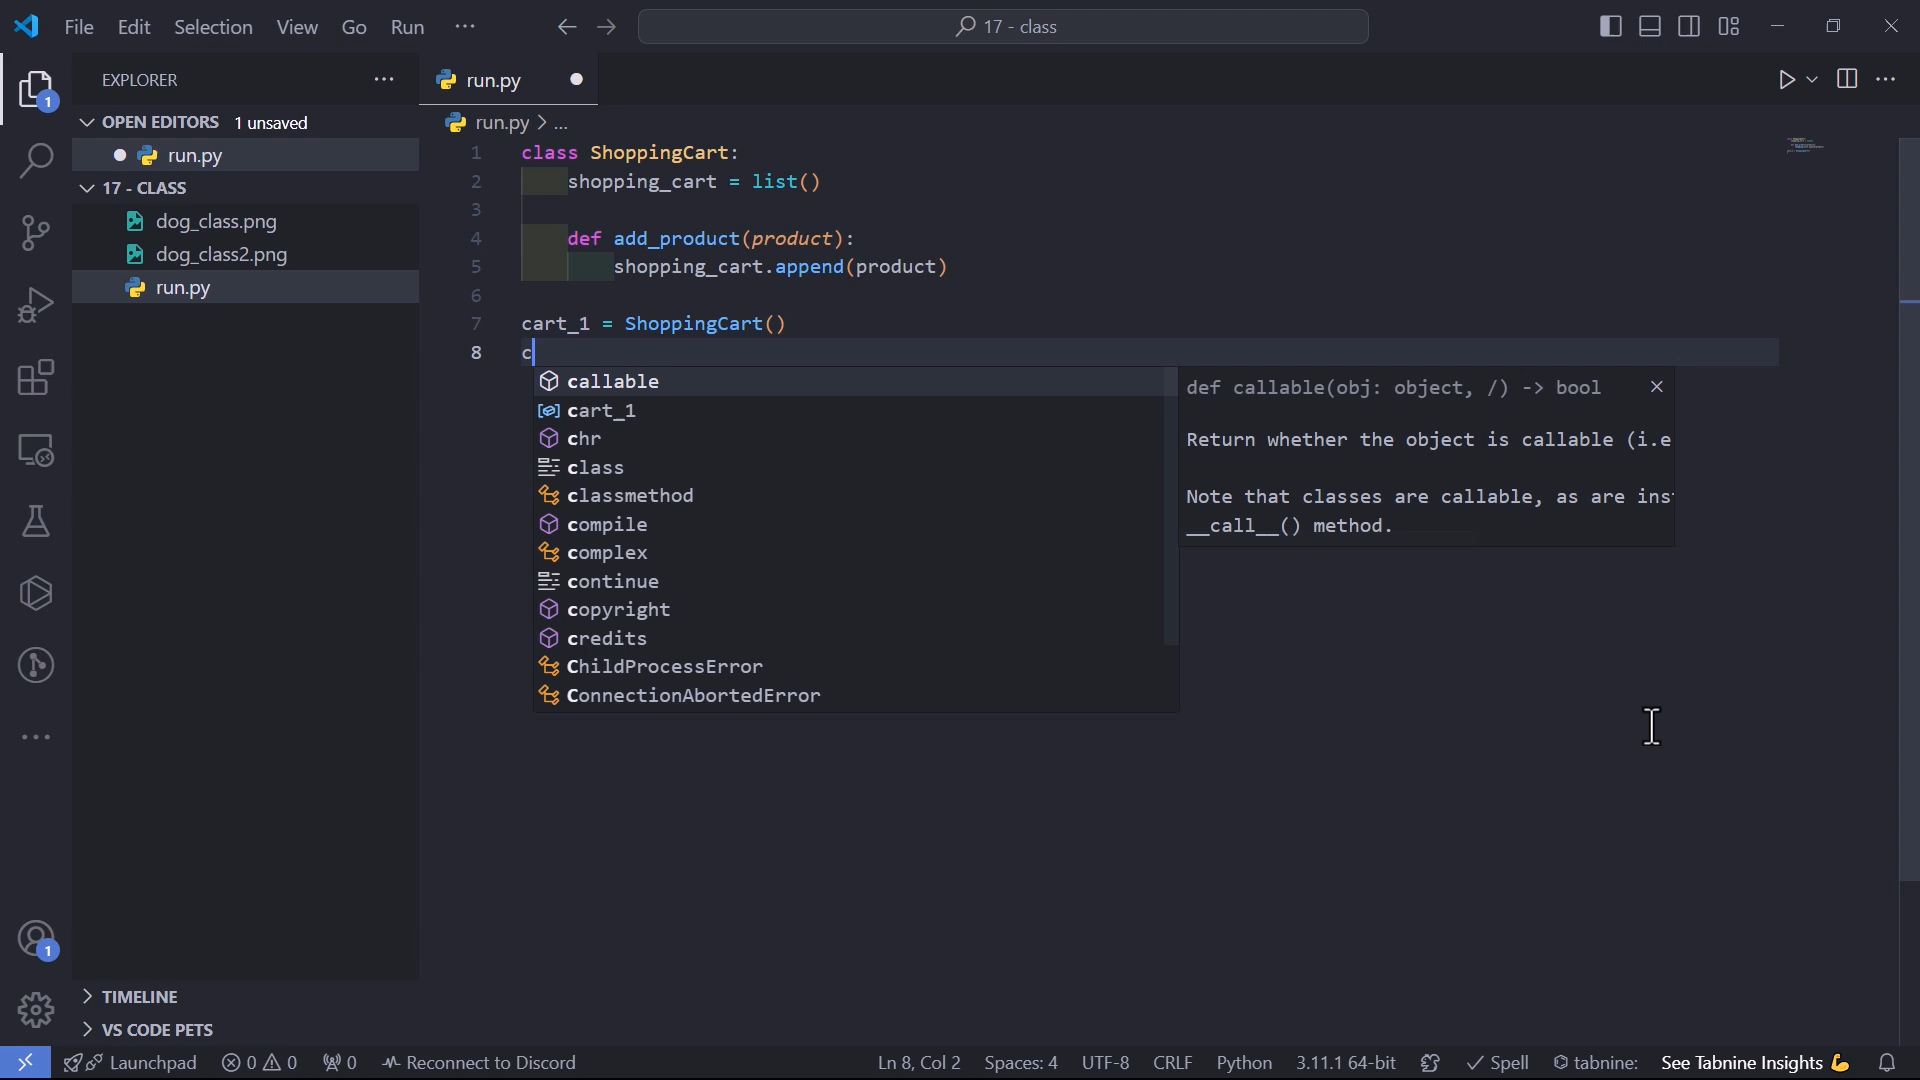 File Edit Selection View Go Run ···
17 - class
EXPLORER ···
run.py
OPEN EDITORS 1 unsaved
run.py > ...
run.py
17 - CLASS
dog_class.png
dog_class2.png
run.py
1 class ShoppingCart:
2 shopping_cart = list()
3
4 def add_product(product):
5 shopping_cart.append(product)
6
7 cart_1 = ShoppingCart()
8 c
callable
cart_1
chr
class
classmethod
compile
complex
continue
copyright
credits
ChildProcessError
ConnectionAbortedError
def callable(obj: object, /) -> bool
Return whether the object is callable (i.e
Note that classes are callable, as are ins
__call__() method.
1
1
TIMELINE
VS CODE PETS
Launchpad 0 0 0 Reconnect to Discord Ln 8, Col 2 Spaces: 4 UTF-8 CRLF Python 3.11.1 64-bit Spell tabnine: See Tabnine Insights 💪